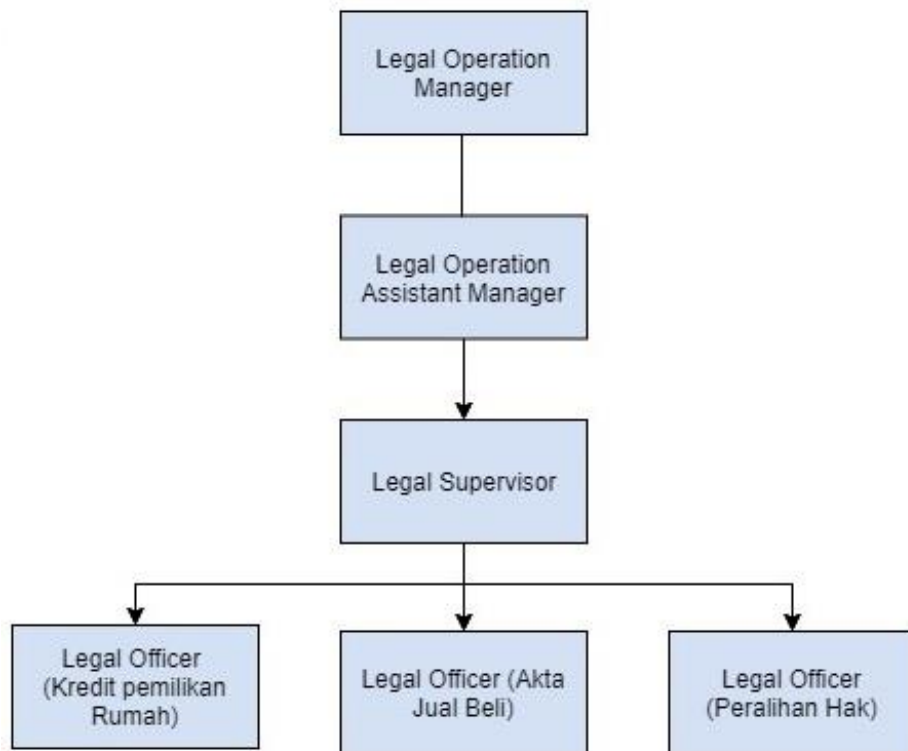 Legal Operation
Manager
Legal Operation
Assistant Manager
Legal Supervisor
Legal Officer
(Kredit pemilikan
Rumah)
Legal Officer (Akta
Jual Beli)
Legal Officer
(Peralihan Hak)